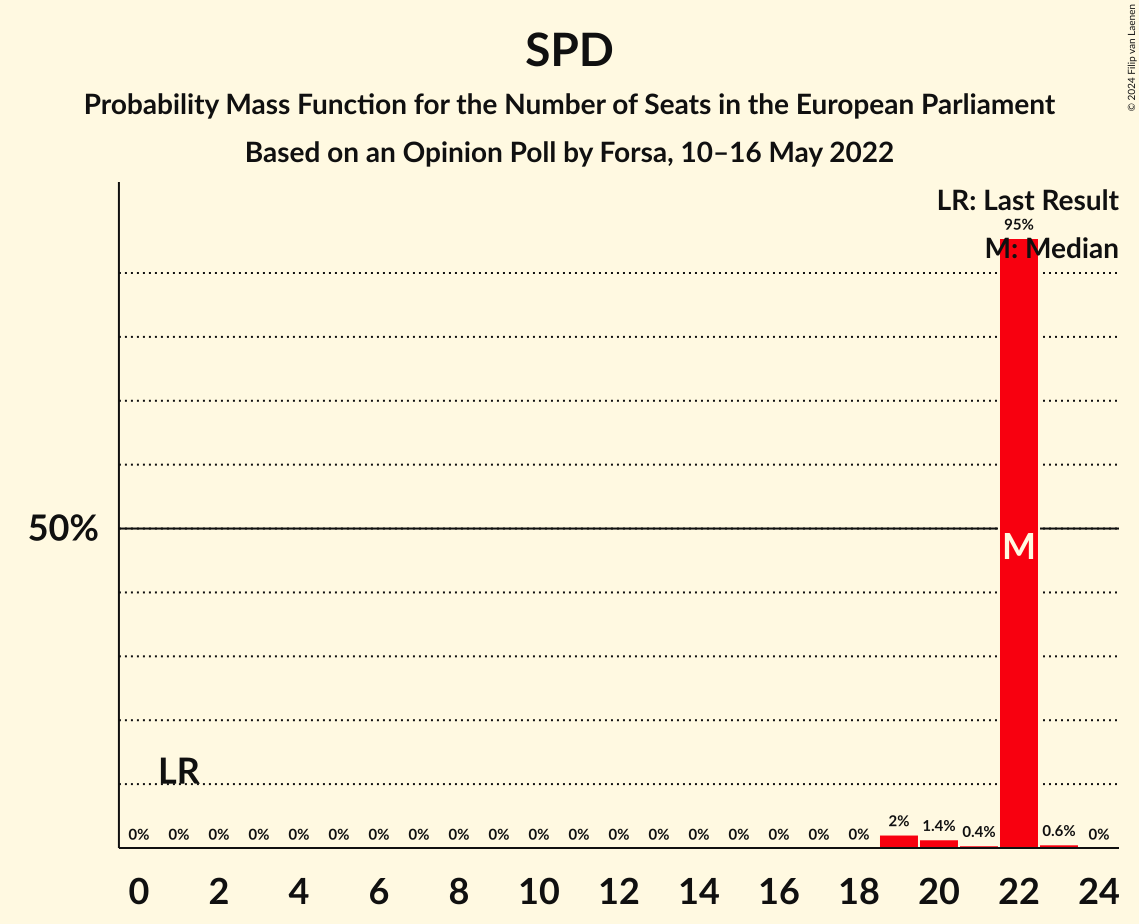 SPD
Probability Mass Function for the Number of Seats in the European Parliament
Based on an Opinion Poll by Forsa, 10–16 May 2022
© 2024 Filip van Laenen
LR: Last Result
95%
M: Median
50%
M
LR
0% 0% 0% 0% 0% 0% 0% 0% 0% 0% 0% 0% 0% 0% 0% 0% 0% 0% 0% 2% 1.4% 0.4% 0.6% 0%
0 2 4 6 8 10 12 14 16 18 20 22 24